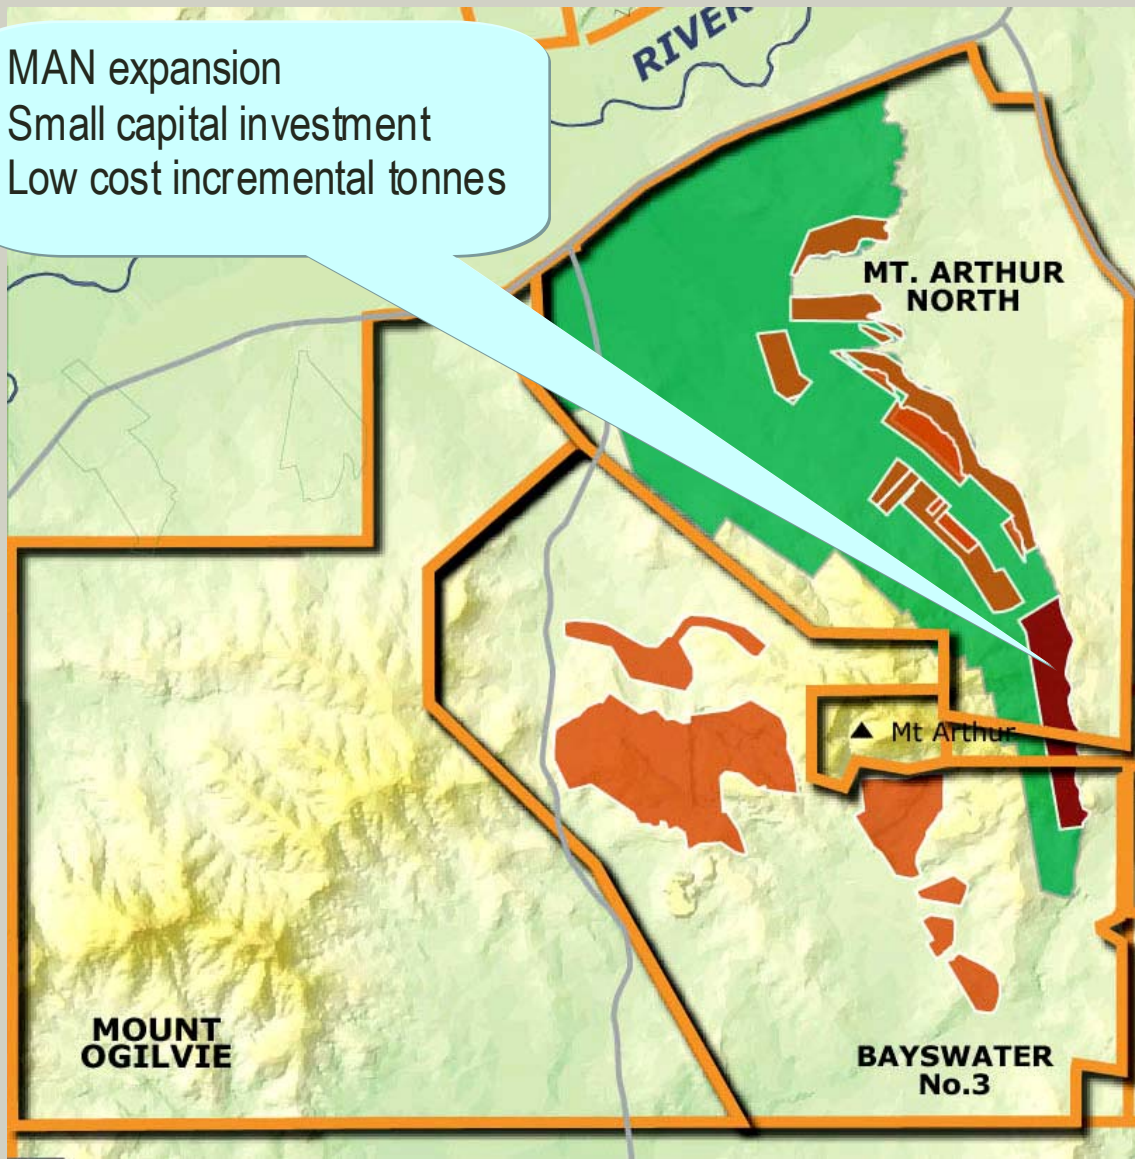 MAN expansion
Small capital investment
Low cost incremental tonnes
RIVER
MT. ARTHUR
NORTH
▲ Mt Arthur
MOUNT
OGILVIE
BAYSWATER
No.3